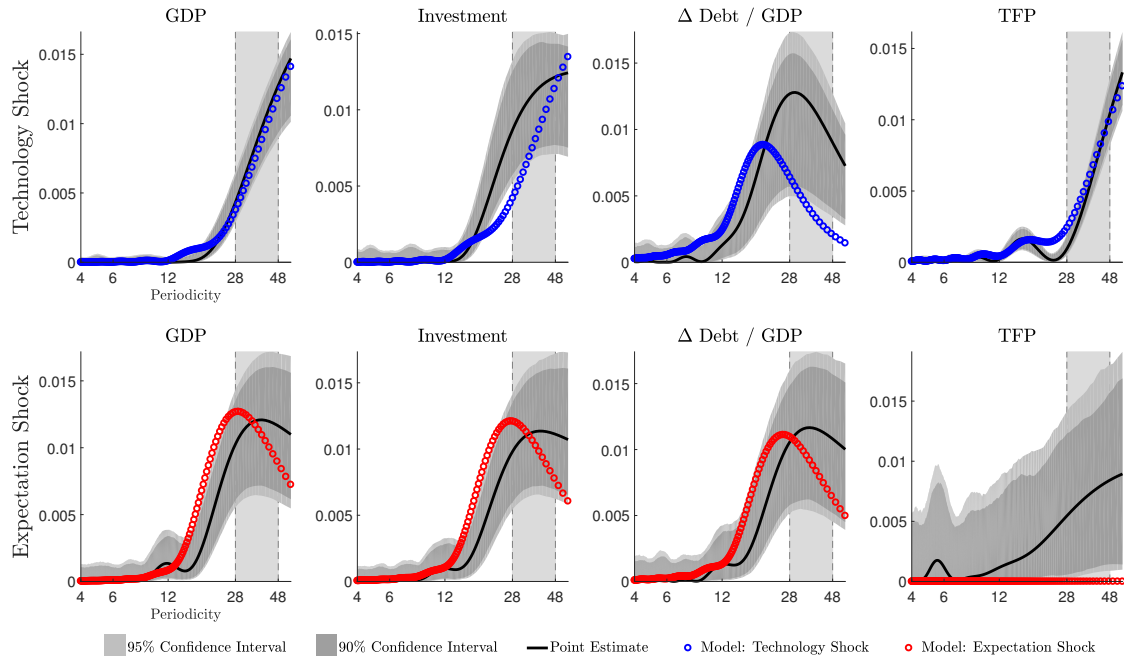 GDP
Investment
Δ Debt / GDP
TFP
Technology Shock
0.015
0.01
0.005
0
4 6 12 28 48
Periodicity
0.015
0.01
0.005
0
4 6 12 28 48
0.015
0.01
0.005
0
4 6 12 28 48
0.015
0.01
0.005
0
4 6 12 28 48
GDP
Investment
Δ Debt / GDP
TFP
Expectation Shock
0.015
0.01
0.005
0
4 6 12 28 48
Periodicity
0.015
0.01
0.005
0
4 6 12 28 48
0.015
0.01
0.005
0
4 6 12 28 48
0.015
0.01
0.005
0
4 6 12 28 48
95% Confidence Interval 90% Confidence Interval Point Estimate Model: Technology Shock Model: Expectation Shock